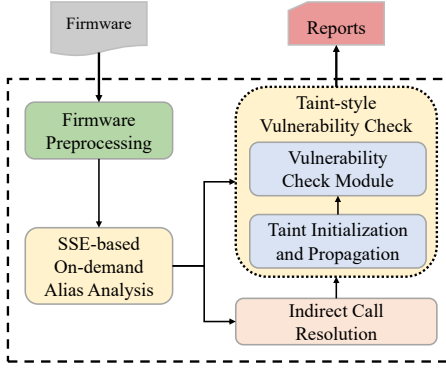 Firmware
Reports
Firmware
Preprocessing
SSE-based
On-demand
Alias Analysis
Taint-style
Vulnerability Check
Vulnerability
Check Module
Taint Initialization
and Propagation
Indirect Call
Resolution